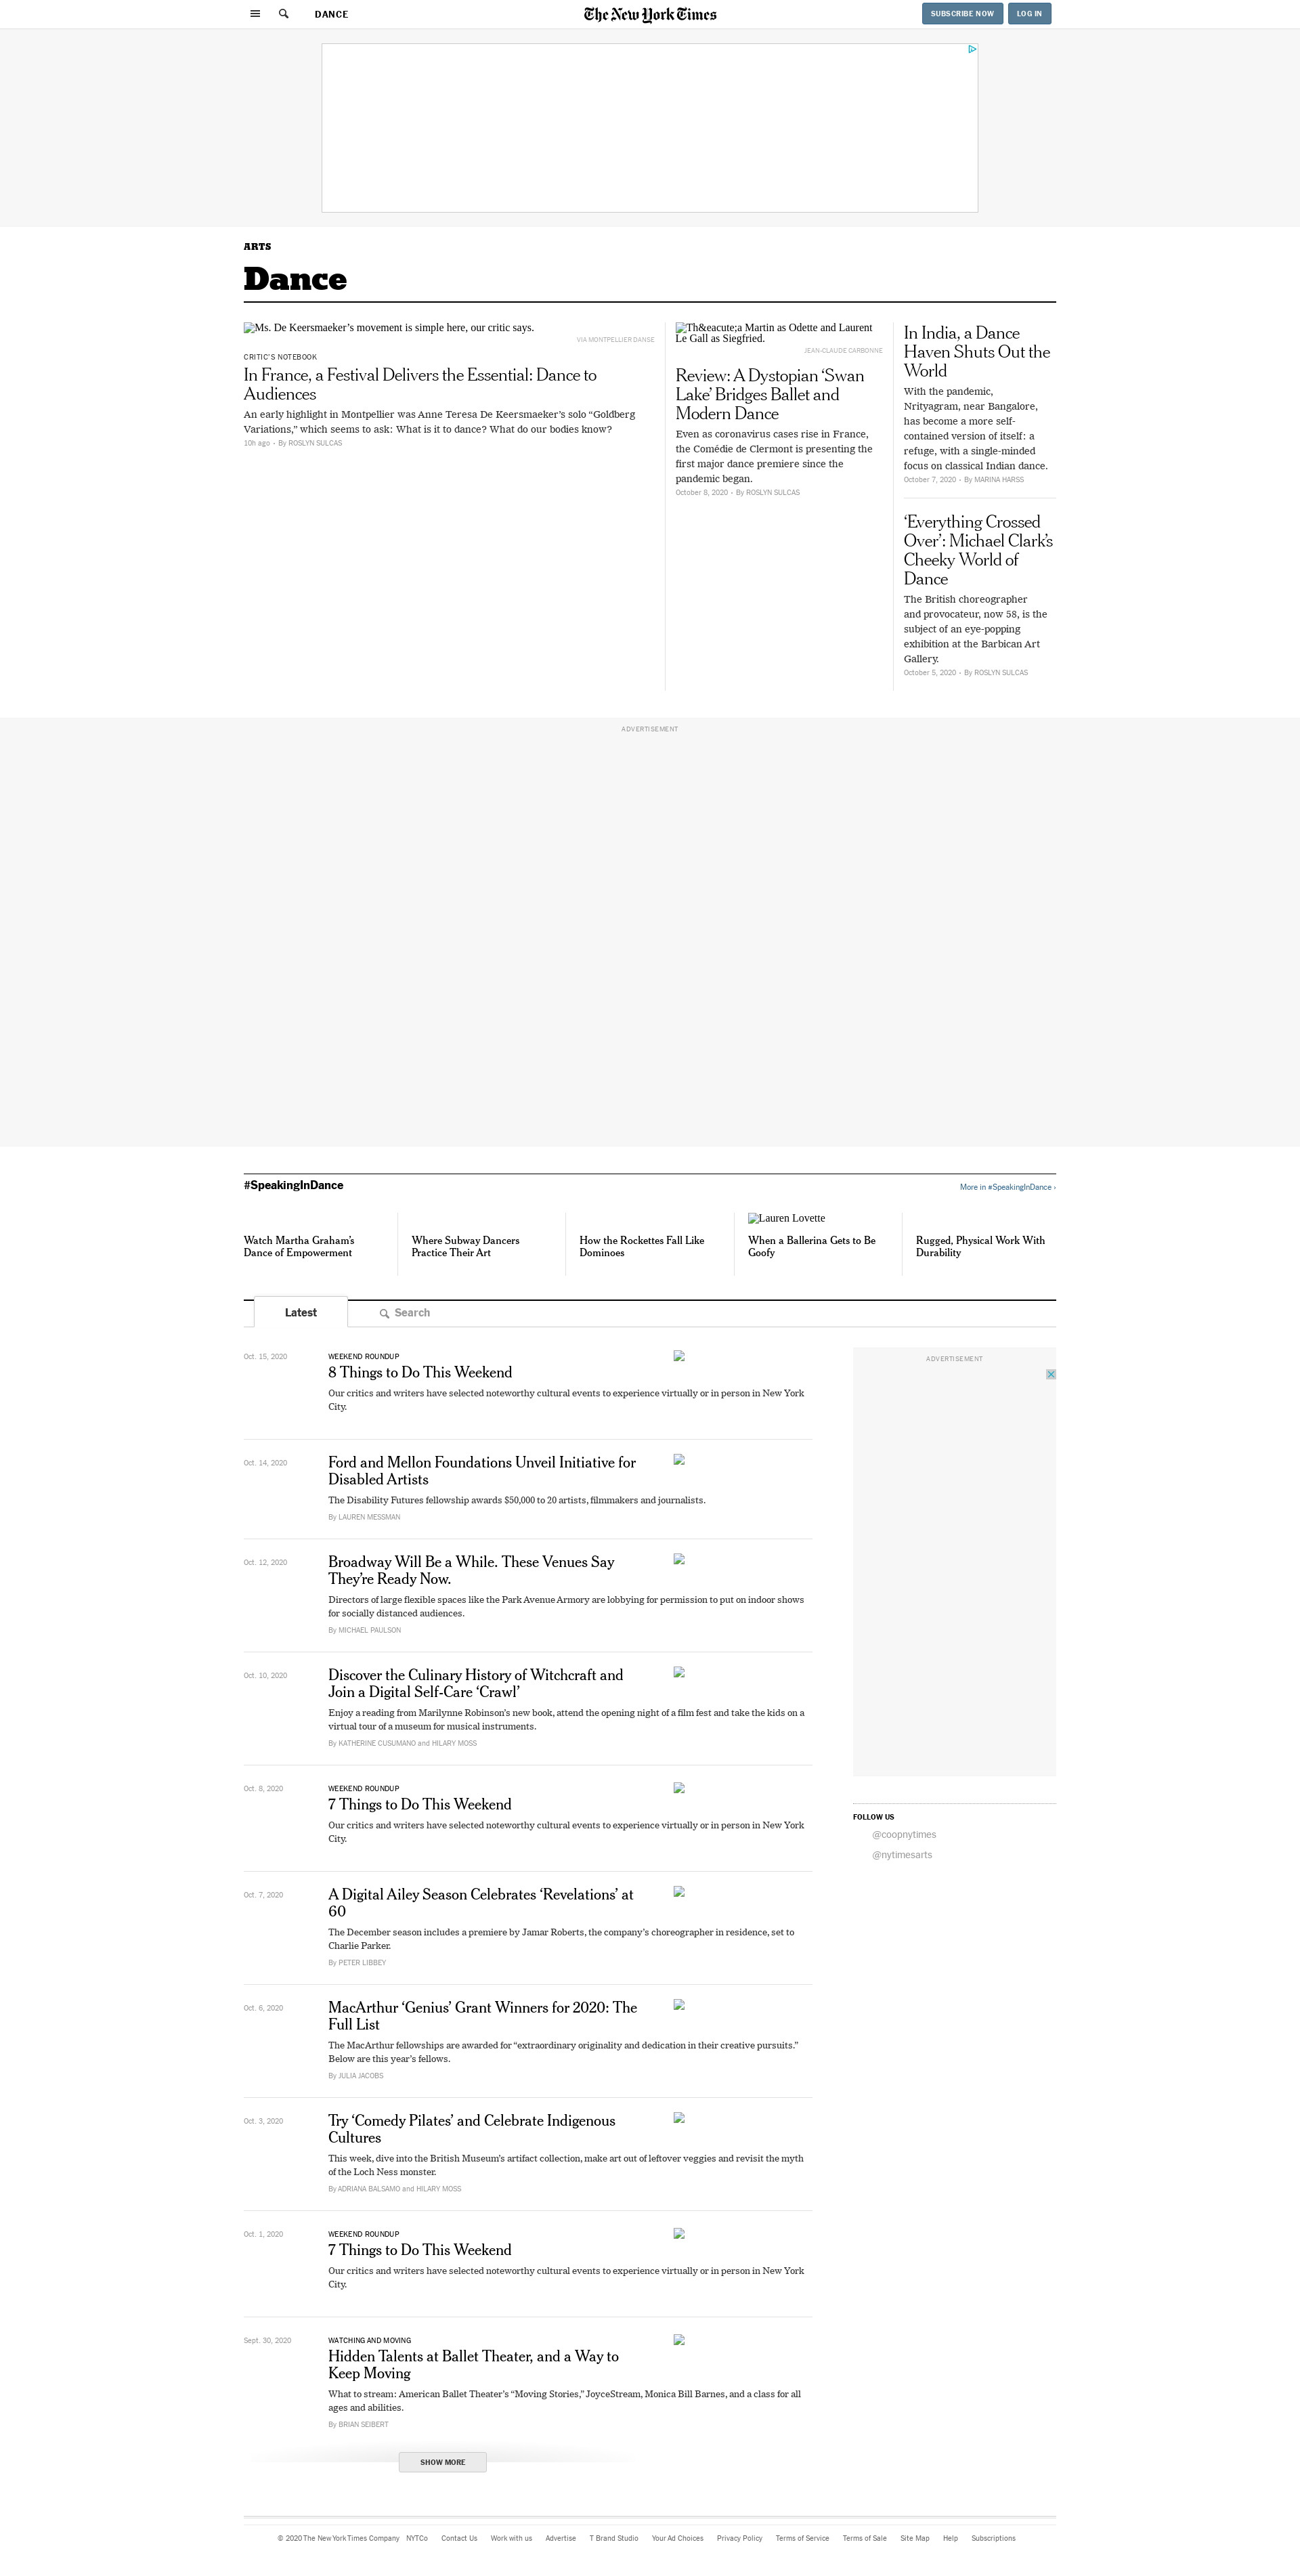 DANCE
The New York Times
SUBSCRIBE NOW
LOG IN
ARTS
Dance
Ms. De Keersmaeker’s movement is simple here, our critic says.
VIA MONTPELLIER DANSE
CRITIC’S NOTEBOOK
In France, a Festival Delivers the Essential: Dance to
Audiences
An early highlight in Montpellier was Anne Teresa De Keersmaeker’s solo “Goldberg
Variations,” which seems to ask: What is it to dance? What do our bodies know?
10h ago • By ROSLYN SULCAS
Th&eacute;a Martin as Odette and Laurent
Le Gall as Siegfried.
JEAN-CLAUDE CARBONNE
Review: A Dystopian ‘Swan
Lake’ Bridges Ballet and
Modern Dance
Even as coronavirus cases rise in France,
the Comédie de Clermont is presenting the
first major dance premiere since the
pandemic began.
October 8, 2020 • By ROSLYN SULCAS
In India, a Dance
Haven Shuts Out the
World
With the pandemic,
Nrityagram, near Bangalore,
has become a more self-
contained version of itself: a
refuge, with a single-minded
focus on classical Indian dance.
October 7, 2020 • By MARINA HARSS
‘Everything Crossed
Over’: Michael Clark’s
Cheeky World of
Dance
The British choreographer
and provocateur, now 58, is the
subject of an eye-popping
exhibition at the Barbican Art
Gallery.
October 5, 2020 • By ROSLYN SULCAS
ADVERTISEMENT
#SpeakingInDance
More in #SpeakingInDance ›
Watch Martha Graham’s
Dance of Empowerment
Where Subway Dancers
Practice Their Art
How the Rockettes Fall Like
Dominoes
Lauren Lovette
When a Ballerina Gets to Be
Goofy
Rugged, Physical Work With
Durability
Latest
Search
Oct. 15, 2020
WEEKEND ROUNDUP
8 Things to Do This Weekend
Our critics and writers have selected noteworthy cultural events to experience virtually or in person in New York
City.
Oct. 14, 2020
Ford and Mellon Foundations Unveil Initiative for
Disabled Artists
The Disability Futures fellowship awards $50,000 to 20 artists, filmmakers and journalists.
By LAUREN MESSMAN
Oct. 12, 2020
Broadway Will Be a While. These Venues Say
They’re Ready Now.
Directors of large flexible spaces like the Park Avenue Armory are lobbying for permission to put on indoor shows
for socially distanced audiences.
By MICHAEL PAULSON
Oct. 10, 2020
Discover the Culinary History of Witchcraft and
Join a Digital Self-Care ‘Crawl’
Enjoy a reading from Marilynne Robinson’s new book, attend the opening night of a film fest and take the kids on a
virtual tour of a museum for musical instruments.
By KATHERINE CUSUMANO and HILARY MOSS
Oct. 8, 2020
WEEKEND ROUNDUP
7 Things to Do This Weekend
Our critics and writers have selected noteworthy cultural events to experience virtually or in person in New York
City.
Oct. 7, 2020
A Digital Ailey Season Celebrates ‘Revelations’ at
60
The December season includes a premiere by Jamar Roberts, the company’s choreographer in residence, set to
Charlie Parker.
By PETER LIBBEY
Oct. 6, 2020
MacArthur ‘Genius’ Grant Winners for 2020: The
Full List
The MacArthur fellowships are awarded for “extraordinary originality and dedication in their creative pursuits.”
Below are this year’s fellows.
By JULIA JACOBS
Oct. 3, 2020
Try ‘Comedy Pilates’ and Celebrate Indigenous
Cultures
This week, dive into the British Museum’s artifact collection, make art out of leftover veggies and revisit the myth
of the Loch Ness monster.
By ADRIANA BALSAMO and HILARY MOSS
Oct. 1, 2020
WEEKEND ROUNDUP
7 Things to Do This Weekend
Our critics and writers have selected noteworthy cultural events to experience virtually or in person in New York
City.
Sept. 30, 2020
WATCHING AND MOVING
Hidden Talents at Ballet Theater, and a Way to
Keep Moving
What to stream: American Ballet Theater’s “Moving Stories,” JoyceStream, Monica Bill Barnes, and a class for all
ages and abilities.
By BRIAN SEIBERT
SHOW MORE
ADVERTISEMENT
FOLLOW US
@coopnytimes
@nytimesarts
© 2020 The New York Times Company NYTCo Contact Us Work with us Advertise T Brand Studio Your Ad Choices Privacy Policy Terms of Service Terms of Sale Site Map Help Subscriptions